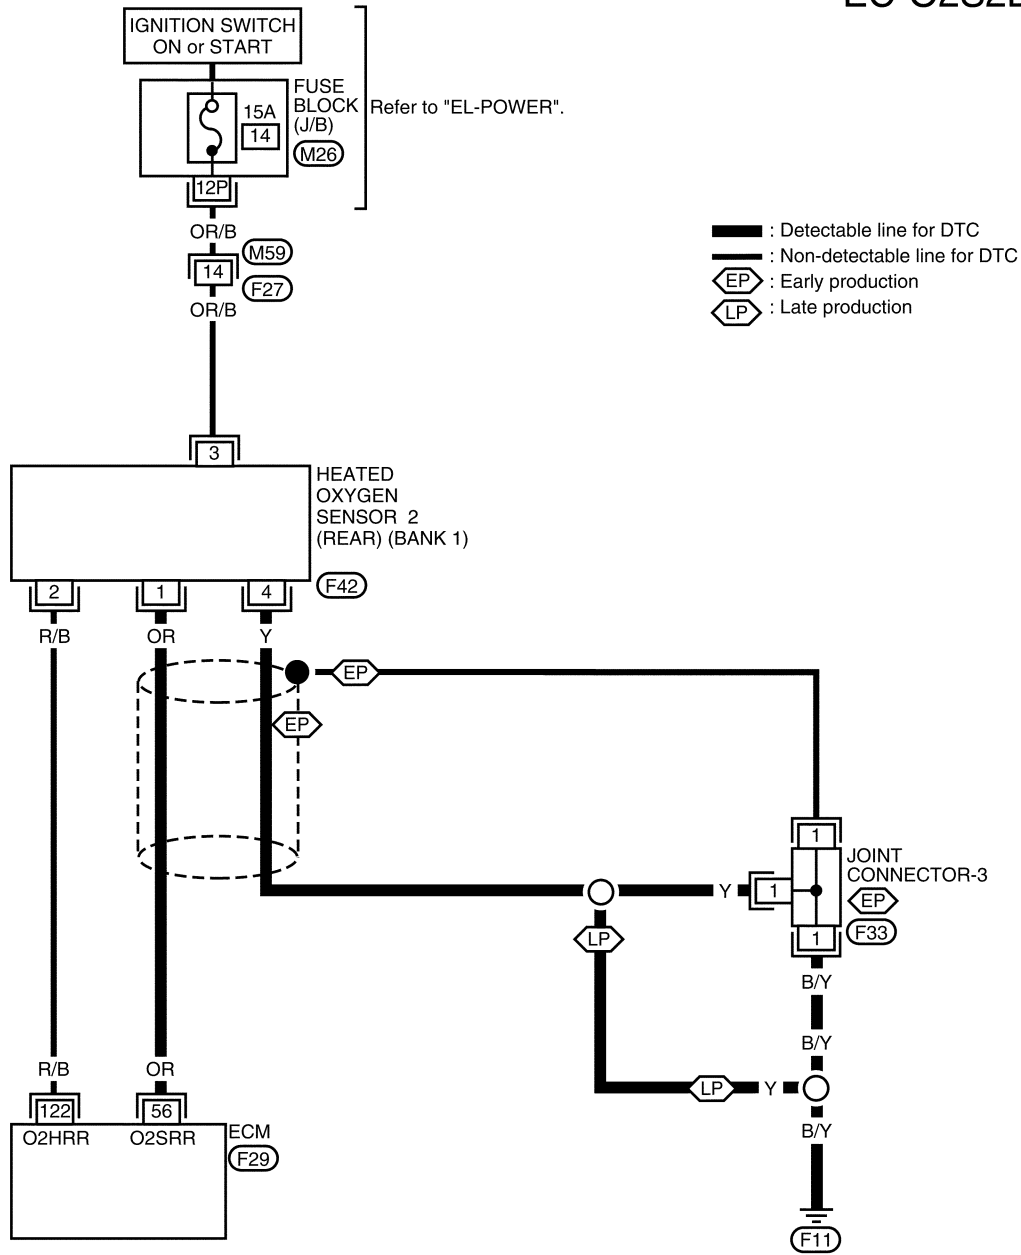 IGNITION SWITCH
ON or START
FUSE
BLOCK
(J/B)
Refer to "EL-POWER".
15A
14
M26
12P
OR/B
M59
14
F27
OR/B
: Detectable line for DTC
: Non-detectable line for DTC
EP : Early production
LP : Late production
3
HEATED
OXYGEN
SENSOR 2
(REAR) (BANK 1)
2 1 4
F42
R/B OR Y
EP
EP
1
JOINT
CONNECTOR-3
1
Y
EP
F33
1
LP
B/Y
B/Y
R/B OR
LP Y
B/Y
122 56
O2HRR O2SRR
ECM
F29
F11